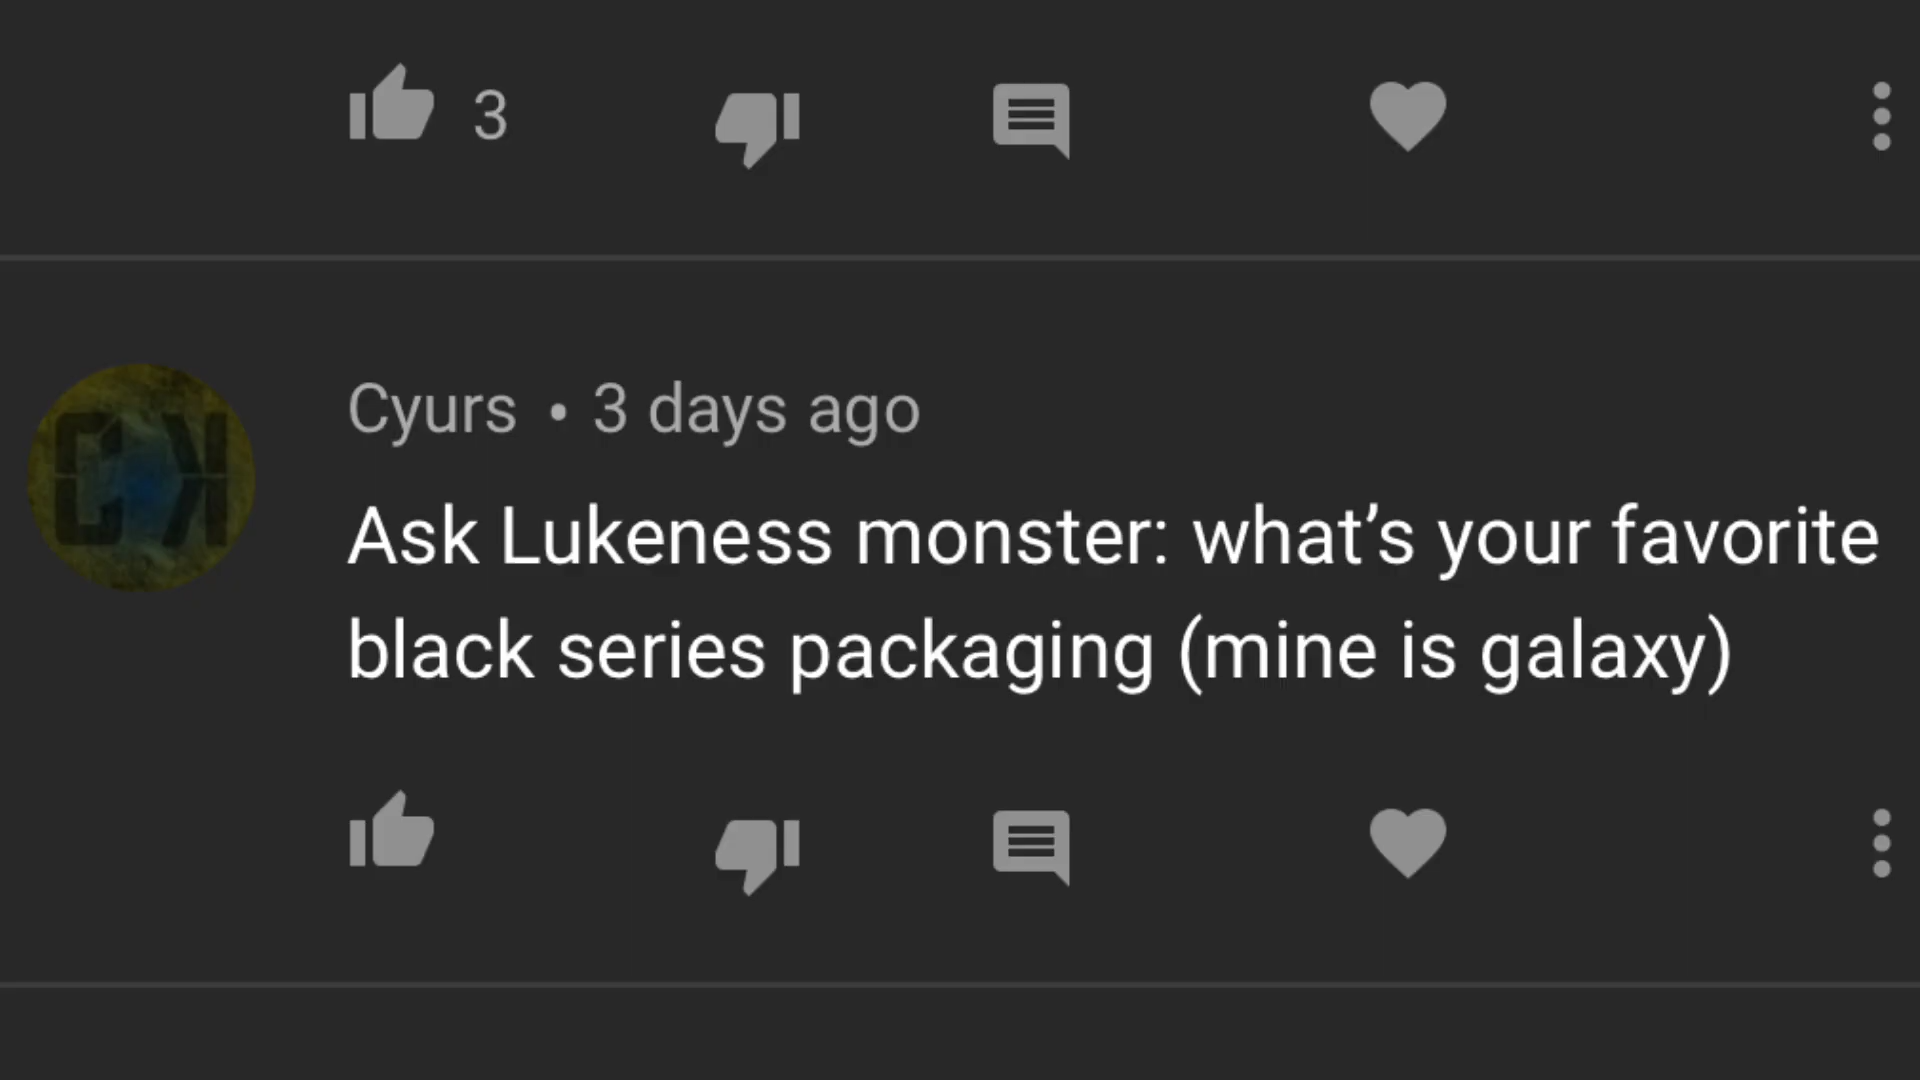 3
Cyurs • 3 days ago
Ask Lukeness monster: what’s your favorite
black series packaging (mine is galaxy)